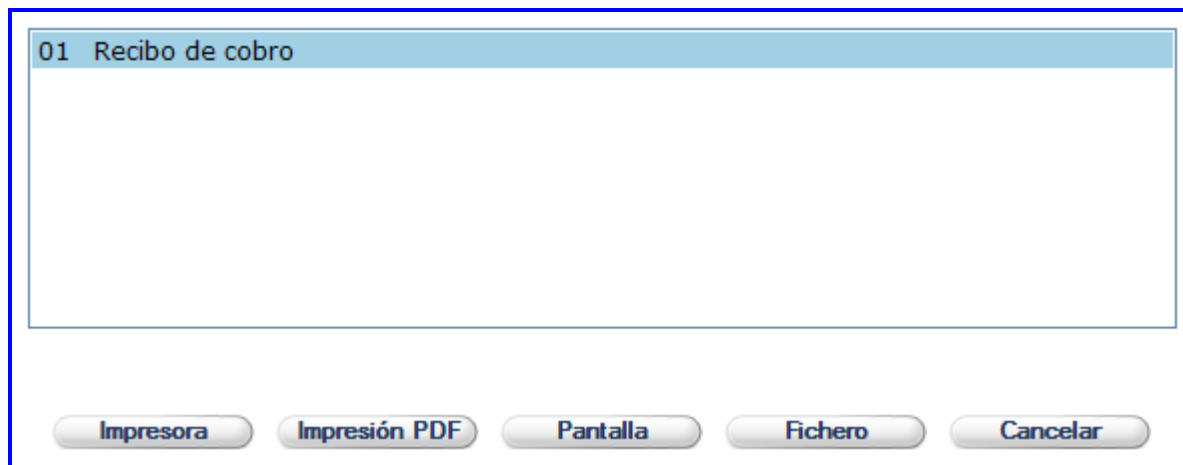 01 Recibo de cobro
Impresora Impresión PDF Pantalla Fichero Cancelar